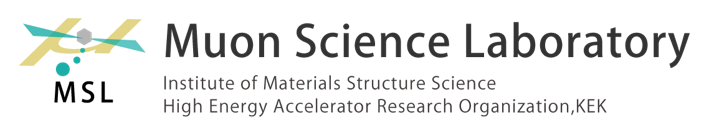 Muon Science Laboratory
MSL
Institute of Materials Structure Science
High Energy Accelerator Research Organization,KEK